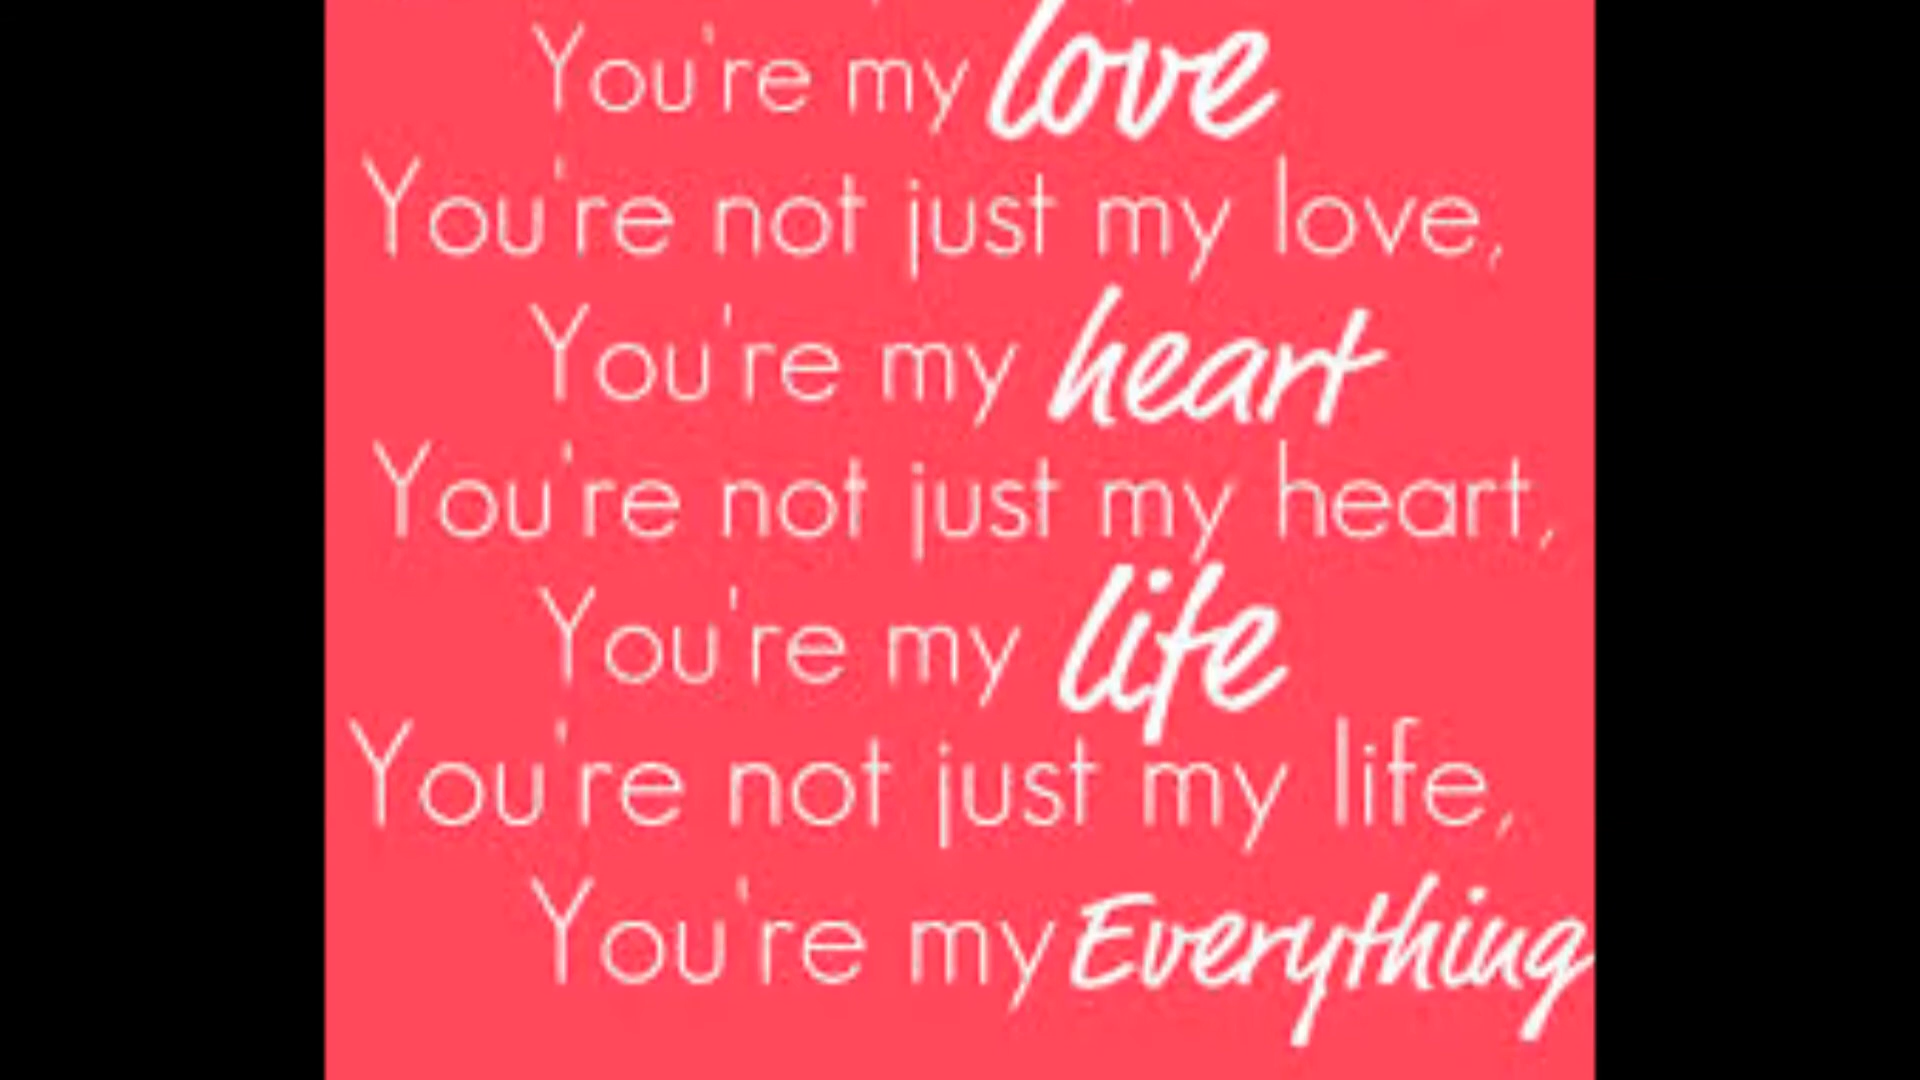 You're my love
You're not just my love,
You're my heart
You're not just my heart,
You're my life
You're not just my life,
You're my Everything